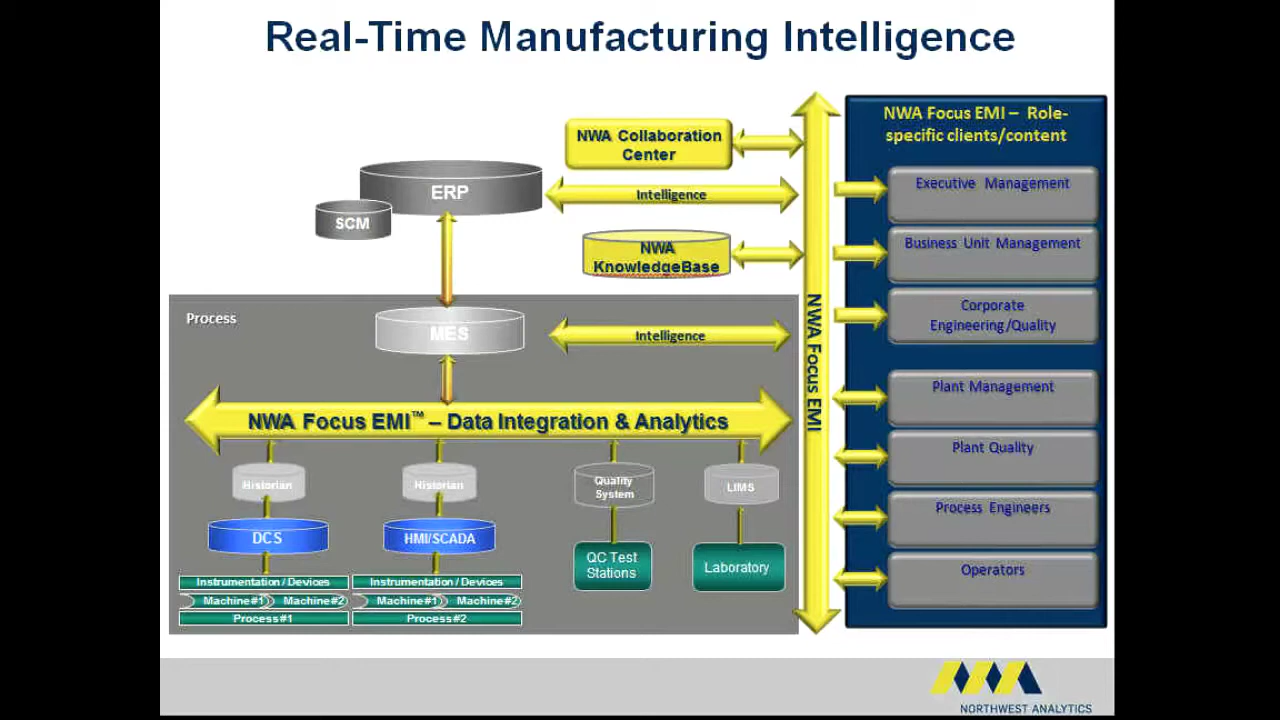 Real-Time Manufacturing Intelligence
NWA Collaboration
Center
NWA Focus EMI – Role-
specific clients/content
ERP
SCM
Intelligence
NWA
KnowledgeBase
Executive Management
Business Unit Management
Corporate
Engineering/Quality
Plant Management
Plant Quality
Process Engineers
Operators
NWA Focus EMI
Process
MES
Intelligence
NWA Focus EMI™ – Data Integration & Analytics
Historian
Historian
Quality
System
LIMS
DCS
HMI/SCADA
QC Test
Stations
Laboratory
Instrumentation / Devices
Instrumentation / Devices
Machine#1
Machine#2
Machine#1
Machine#2
Process#1
Process#2
NORTHWEST ANALYTICS